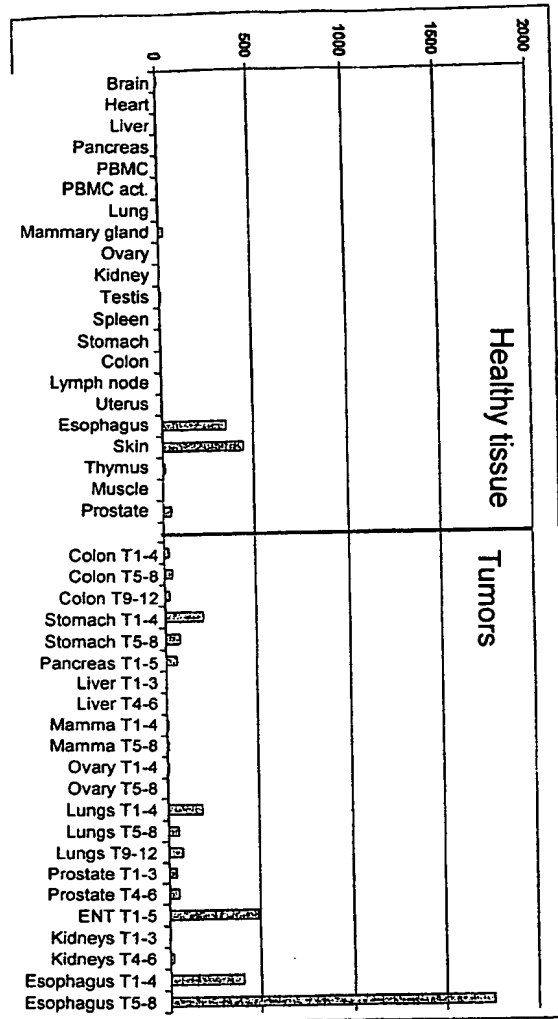 0
500
1000
1500
2000
Healthy tissue
Brain
Heart
Liver
Pancreas
PBMC
PBMC act.
Lung
Mammary gland
Ovary
Kidney
Testis
Spleen
Stomach
Colon
Lymph node
Uterus
Esophagus
Skin
Thymus
Muscle
Prostate
Tumors
Colon T1-4
Colon T5-8
Colon T9-12
Stomach T1-4
Stomach T5-8
Pancreas T1-5
Liver T1-3
Liver T4-6
Mamma T1-4
Mamma T5-8
Ovary T1-4
Ovary T5-8
Lungs T1-4
Lungs T5-8
Lungs T9-12
Prostate T1-3
Prostate T4-6
ENT T1-5
Kidneys T1-3
Kidneys T4-6
Esophagus T1-4
Esophagus T5-8